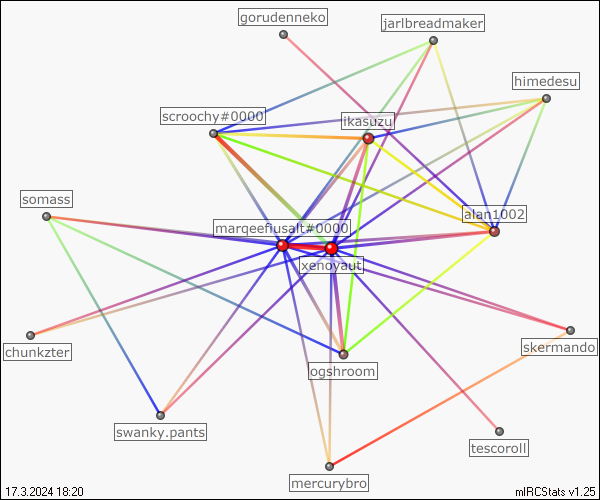 gorudenneko
jarlbreadmaker
himedesu
scroochy#0000
ikasuzu
somass
alan1002
marqeeñusalt#0000
xenoyaut
chunkzter
skermando
ogshroom
swanky.pants
tescoroll
mercurybro
17.3.2024 18:20
mIRCStats v1.25